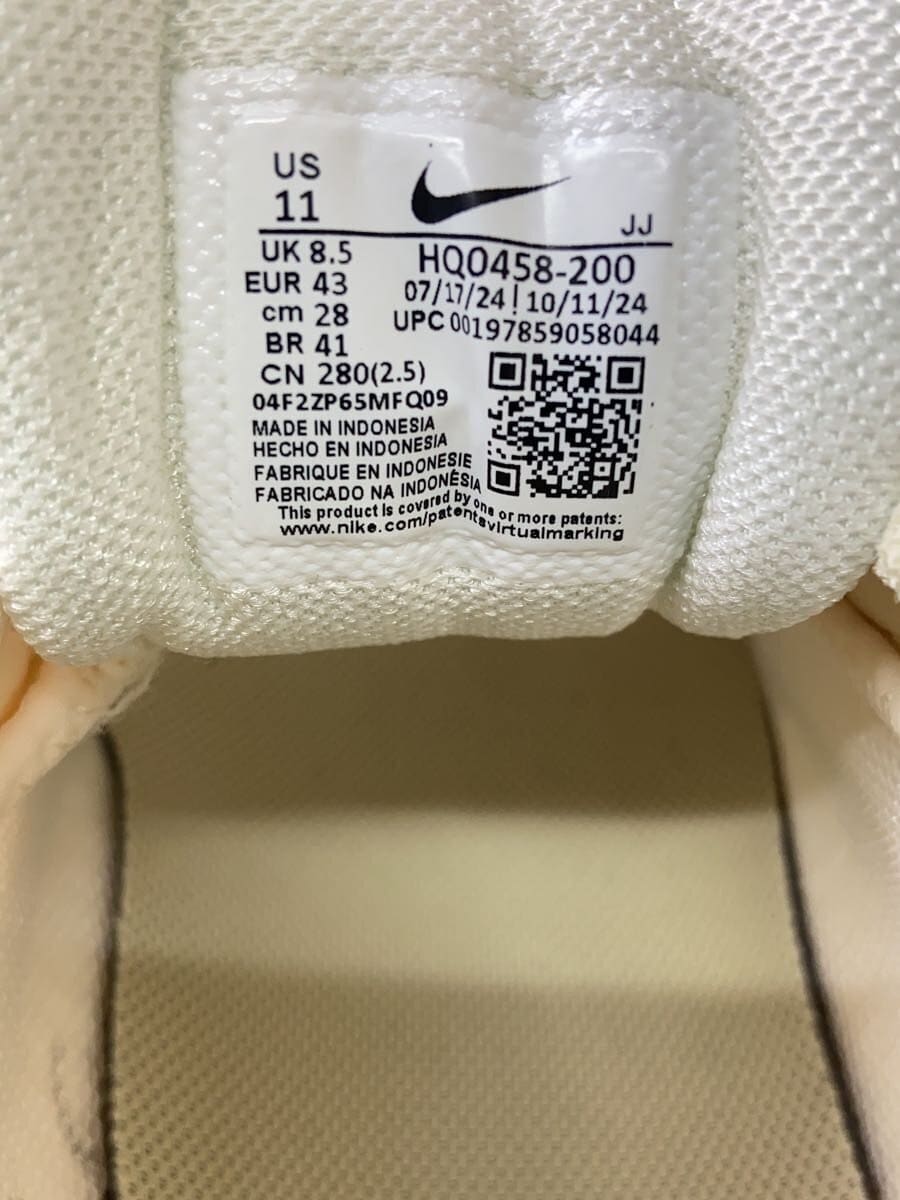 US
11
JJ
UK 8.5
EUR 43
cm 28
BR 41
CN 280(2.5)
HQ0458-200
07/17/24 | 10/11/24
UPC 00197859058044
04F2ZP65MFQ09
MADE IN INDONESIA
HECHO EN INDONESIA
FABRIQUE EN INDONESIE
FABRICADO NA INDONÉSIA
This product is covered by one or more patents:
www.nike.com/patentsvirtualmarking